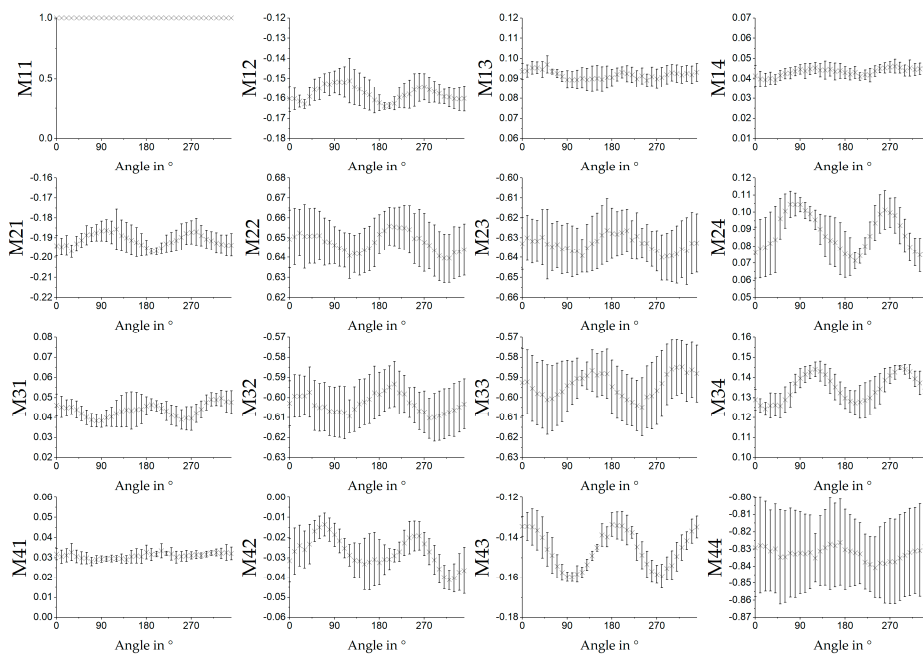 M11
1.0
0.5
0.0
0 90 180 270
Angle in °
M12
-0.12
-0.13
-0.14
-0.15
-0.16
-0.17
-0.18
0 90 180 270
Angle in °
M13
0.12
0.11
0.10
0.09
0.08
0.07
0.06
0 90 180 270
Angle in °
M14
0.07
0.06
0.05
0.04
0.03
0.02
0.01
0 90 180 270
Angle in °
M21
-0.16
-0.17
-0.18
-0.19
-0.20
-0.21
-0.22
0 90 180 270
Angle in °
M22
0.68
0.67
0.66
0.65
0.64
0.63
0.62
0 90 180 270
Angle in °
M23
-0.60
-0.61
-0.62
-0.63
-0.64
-0.65
-0.66
0 90 180 270
Angle in °
M24
0.12
0.11
0.10
0.09
0.08
0.07
0.06
0.05
0 90 180 270
Angle in °
M31
0.08
0.07
0.06
0.05
0.04
0.03
0.02
0 90 180 270
Angle in °
M32
-0.57
-0.58
-0.59
-0.60
-0.61
-0.62
-0.63
0 90 180 270
Angle in °
M33
-0.57
-0.58
-0.59
-0.60
-0.61
-0.62
-0.63
0 90 180 270
Angle in °
M34
0.16
0.15
0.14
0.13
0.12
0.11
0.10
0 90 180 270
Angle in °
M41
0.06
0.05
0.04
0.03
0.02
0.01
0.00
0 90 180 270
Angle in °
M42
0.00
-0.01
-0.02
-0.03
-0.04
-0.05
-0.06
0 90 180 270
Angle in °
M43
-0.12
-0.14
-0.16
-0.18
0 90 180 270
Angle in °
M44
-0.80
-0.81
-0.82
-0.83
-0.84
-0.85
-0.86
-0.87
0 90 180 270
Angle in °